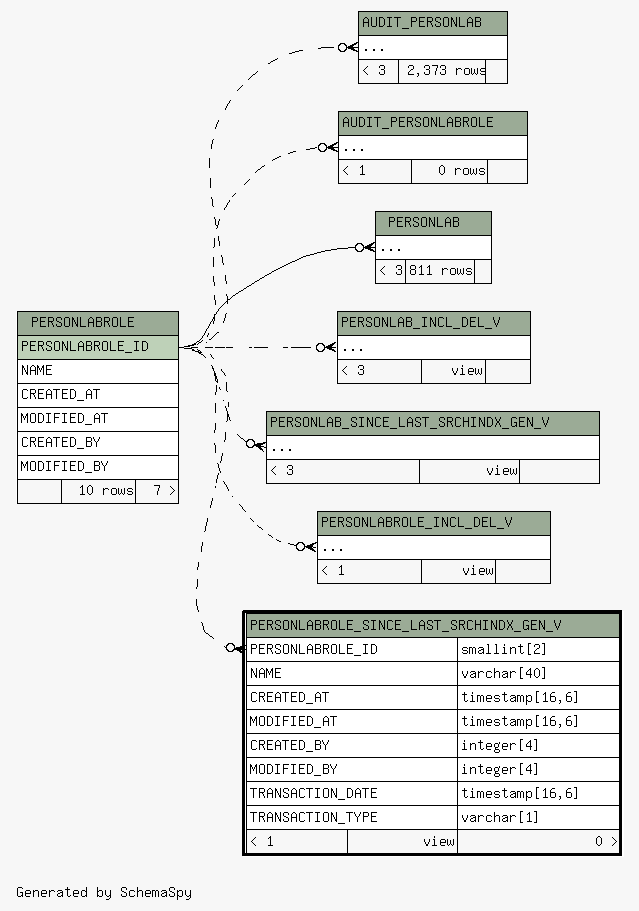 AUDIT_PERSONLAB
...
< 3 2,373 rows
AUDIT_PERSONLABROLE
...
< 1 0 rows
PERSONLAB
...
< 3 811 rows
PERSONLABROLE
PERSONLABROLE_ID
NAME
CREATED_AT
MODIFIED_AT
CREATED_BY
MODIFIED_BY
10 rows 7 >
PERSONLAB_INCL_DEL_V
...
< 3 view
PERSONLAB_SINCE_LAST_SRCHINDX_GEN_V
...
< 3 view
PERSONLABROLE_INCL_DEL_V
...
< 1 view
PERSONLABROLE_SINCE_LAST_SRCHINDX_GEN_V
PERSONLABROLE_ID smallint[2]
NAME varchar[40]
CREATED_AT timestamp[16,6]
MODIFIED_AT timestamp[16,6]
CREATED_BY integer[4]
MODIFIED_BY integer[4]
TRANSACTION_DATE timestamp[16,6]
TRANSACTION_TYPE varchar[1]
< 1 view 0 >
Generated by SchemaSpy